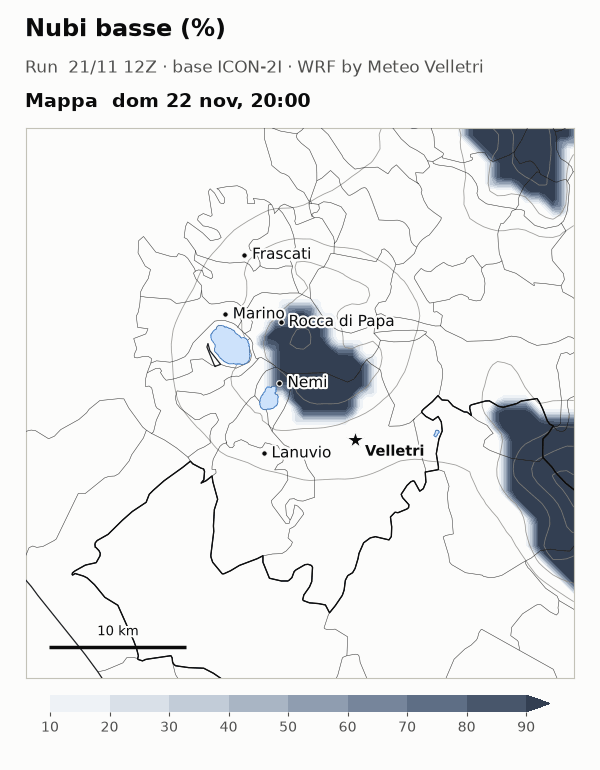 Nubi basse (%)
Run  21/11 12Z · base ICON-2I · WRF by Meteo Velletri
Mappa  dom 22 nov, 20:00
Frascati
Marino
Rocca di Papa
Nemi
Velletri
Lanuvio
10 km
10 20 30 40 50 60 70 80 90